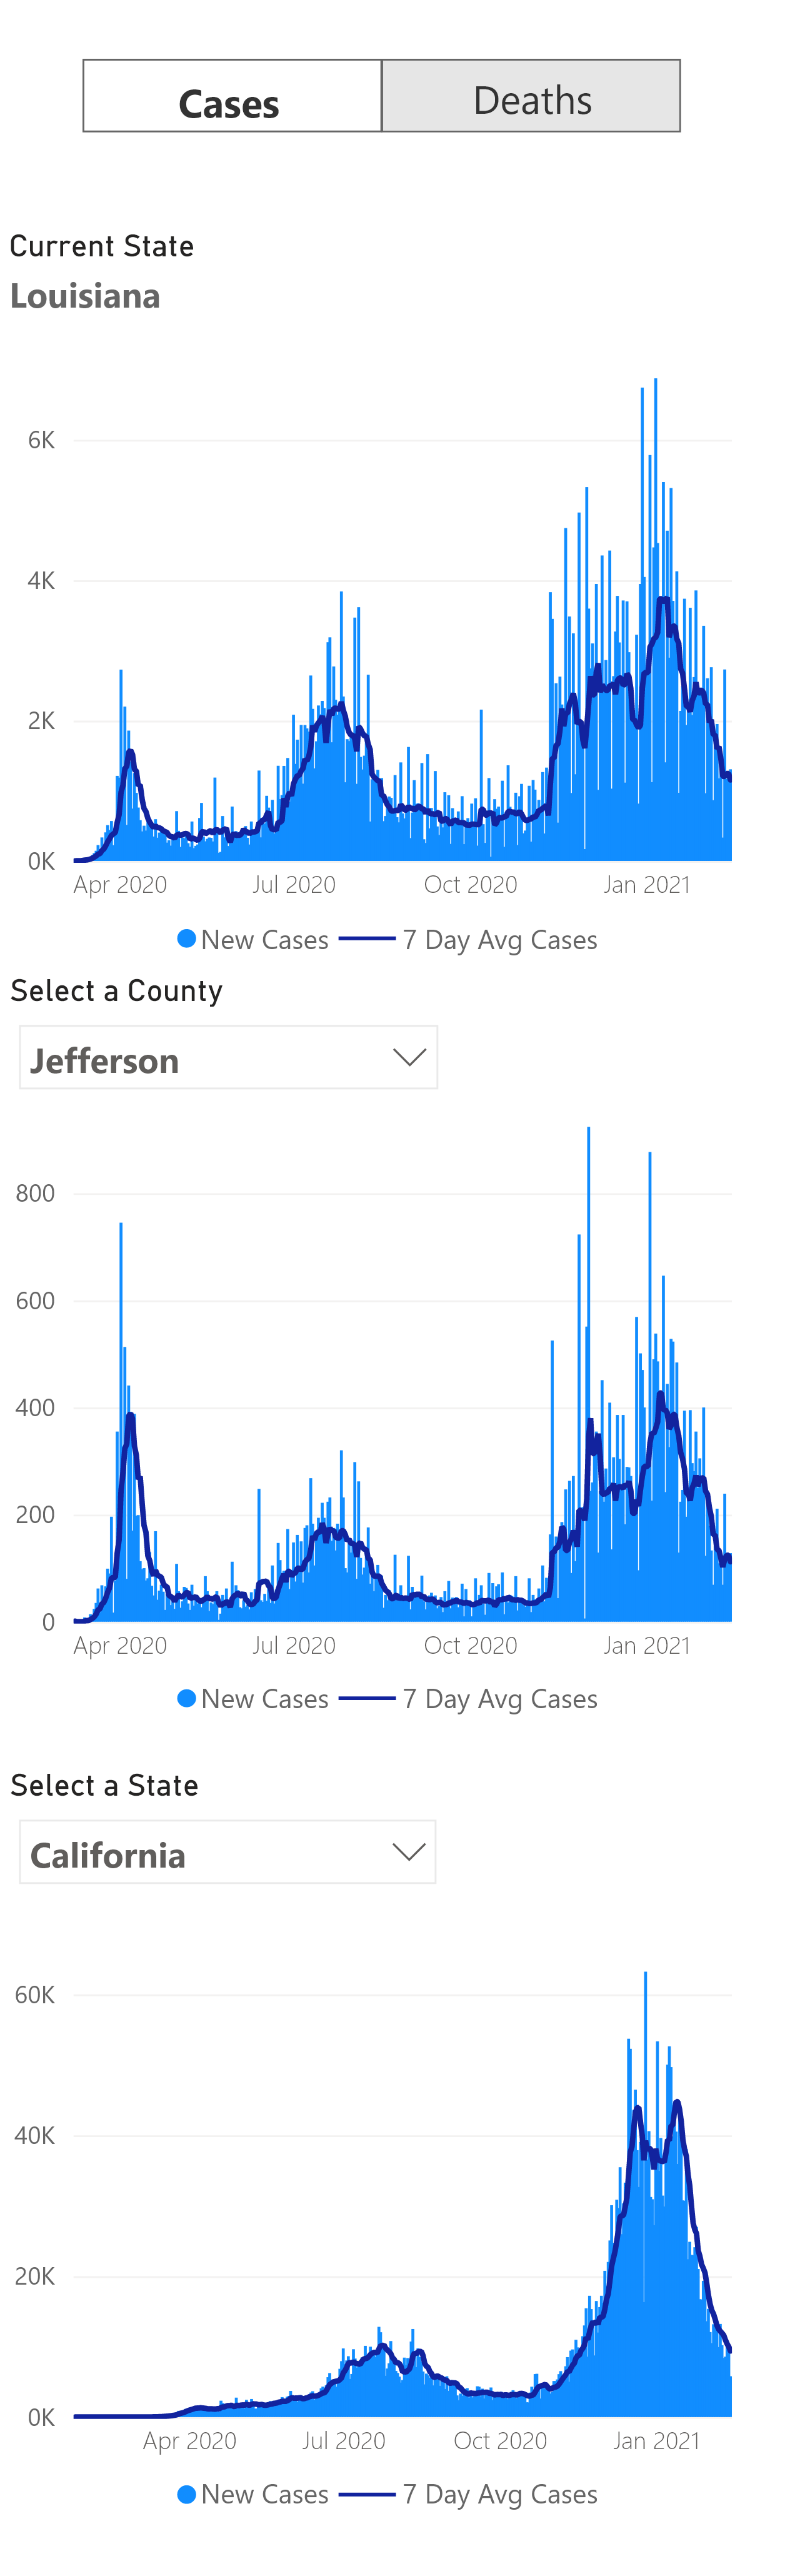 Cases Deaths
Current State
Louisiana
6K
4K
2K
0K
Apr 2020 Jul 2020 Oct 2020 Jan 2021
New Cases 7 Day Avg Cases
Select a County
Jefferson
800
600
400
200
0
Apr 2020 Jul 2020 Oct 2020 Jan 2021
New Cases 7 Day Avg Cases
Select a State
California
60K
40K
20K
0K
Apr 2020 Jul 2020 Oct 2020 Jan 2021
New Cases 7 Day Avg Cases